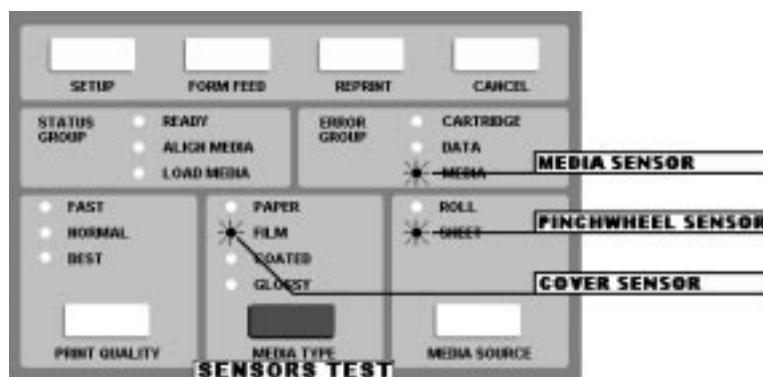 SETUP FORM FEED REPRINT CANCEL
STATUS GROUP
READY
ALIGN MEDIA
LOAD MEDIA
ERROR GROUP
CARTRIDGE
DATA
MEDIA
MEDIA SENSOR
FAST
NORMAL
BEST
PRINT QUALITY
PAPER
FILM
COATED
GLOSSY
MEDIA TYPE
ROLL
SHEET
MEDIA SOURCE
PINCHWHEEL SENSOR
COVER SENSOR
SENSORS TEST